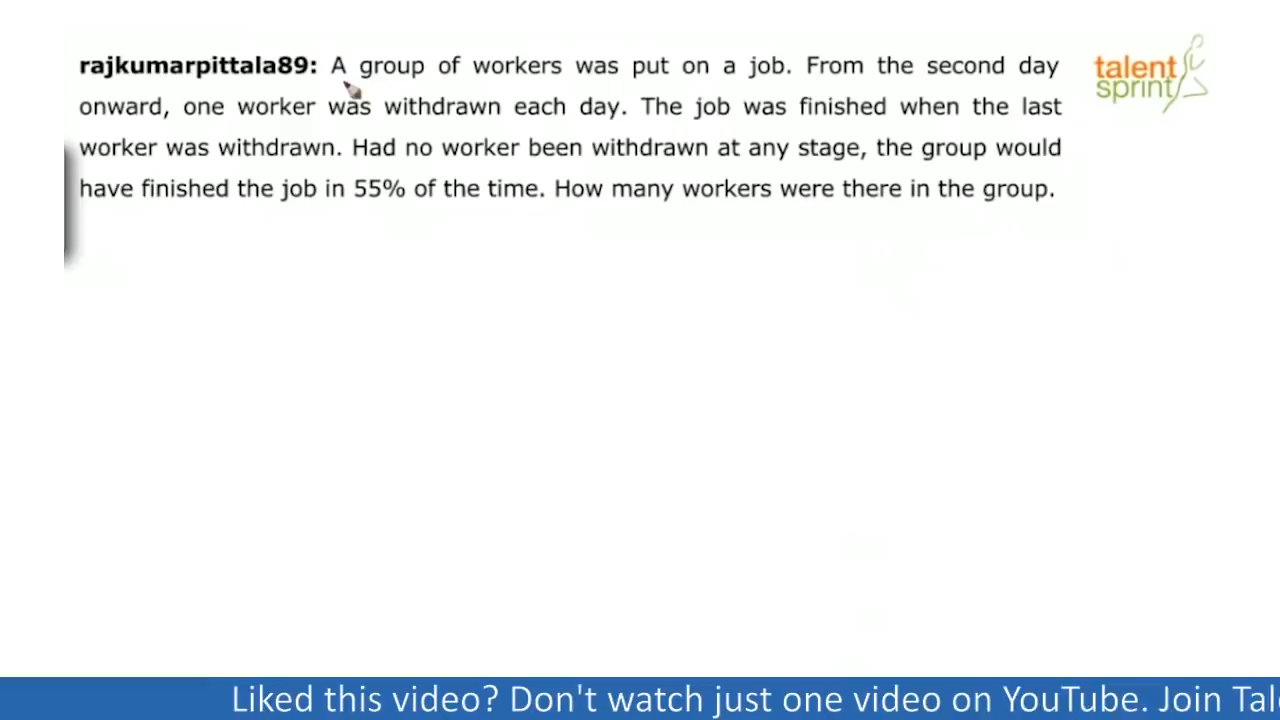 rajkumarpittala89: A group of workers was put on a job. From the second day
onward, one worker was withdrawn each day. The job was finished when the last
worker was withdrawn. Had no worker been withdrawn at any stage, the group would
have finished the job in 55% of the time. How many workers were there in the group.
talent
sprint
Liked this video? Don't watch just one video on YouTube. Join Tal